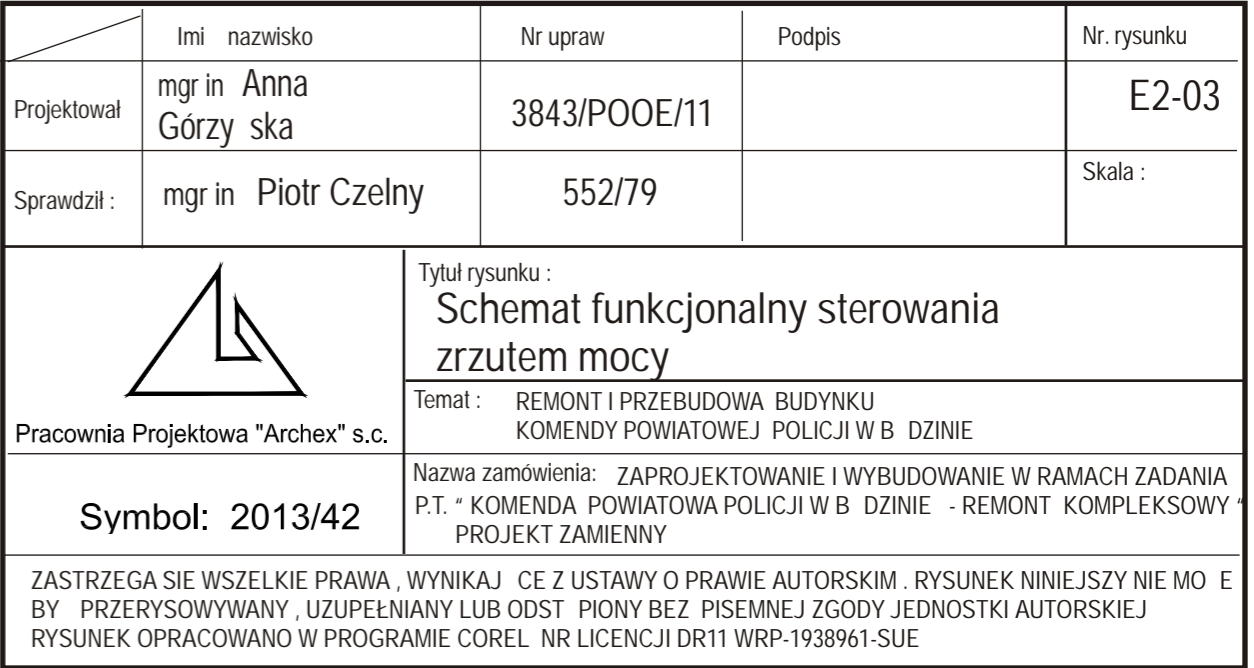 Imi nazwisko Nr upraw Podpis Nr. rysunku
Projektował mgr in Anna Górzy ska 3843/POOE/11 E2-03
Sprawdził : mgr in Piotr Czelny 552/79 Skala :
Tytuł rysunku :
Schemat funkcjonalny sterowania
zrzutem mocy
Temat : REMONT I PRZEBUDOWA BUDYNKU
KOMENDY POWIATOWEJ POLICJI W B DZINIE
Pracownia Projektowa "Archex" s.c.
Nazwa zamówienia: ZAPROJEKTOWANIE I WYBUDOWANIE W RAMACH ZADANIA
P.T. “ KOMENDA POWIATOWA POLICJI W B DZINIE - REMONT KOMPLEKSOWY “
PROJEKT ZAMIENNY
Symbol: 2013/42
ZASTRZEGA SIE WSZELKIE PRAWA , WYNIKAJ CE Z USTAWY O PRAWIE AUTORSKIM . RYSUNEK NINIEJSZY NIE MO E
BY PRZERYSOWYWANY , UZUPEŁNIANY LUB ODST PIONY BEZ PISEMNEJ ZGODY JEDNOSTKI AUTORSKIEJ
RYSUNEK OPRACOWANO W PROGRAMIE COREL NR LICENCJI DR11 WRP-1938961-SUE